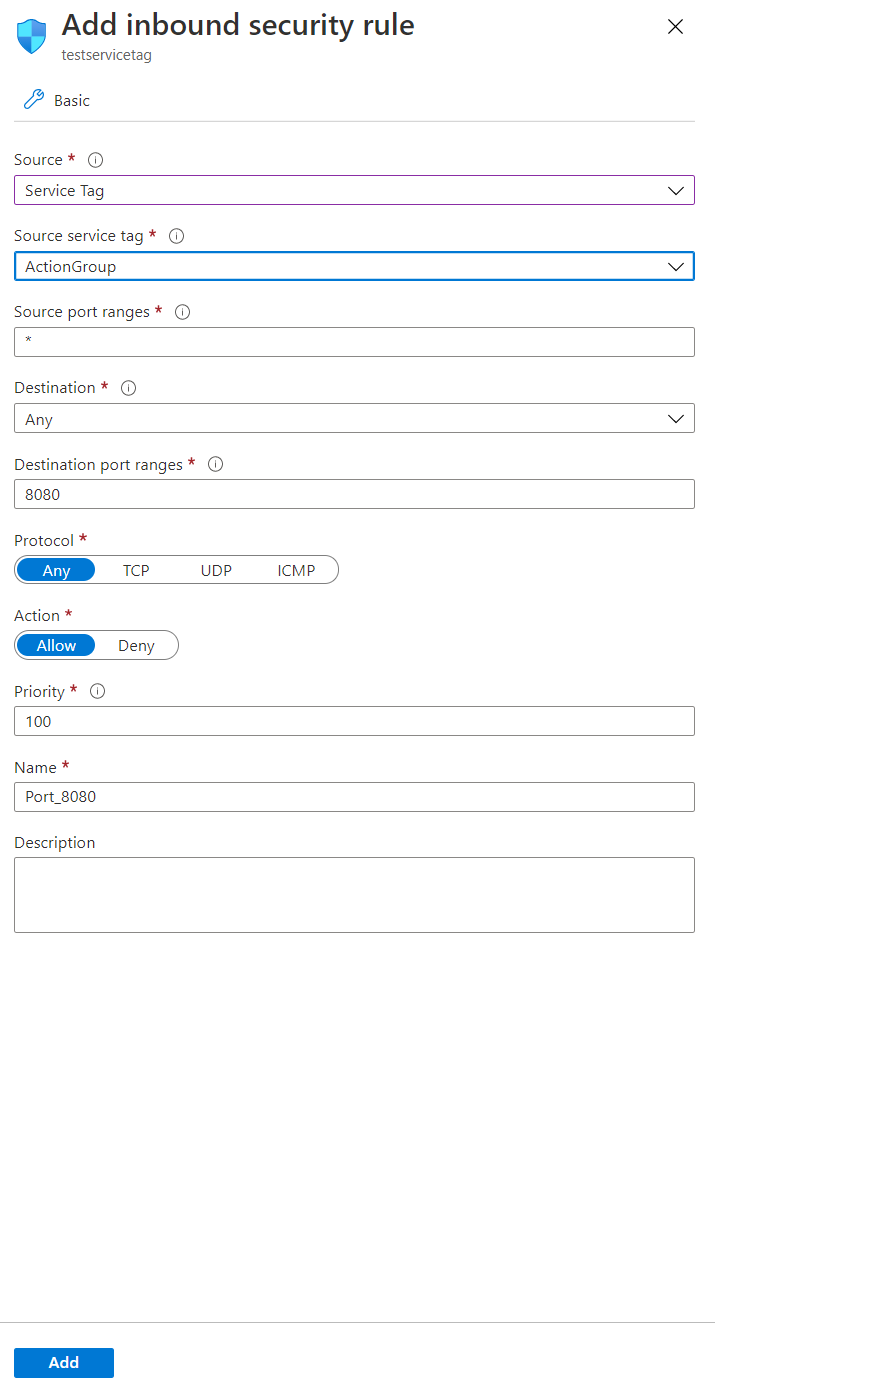 Add inbound security rule
testservicetag
Basic
Source *
Service Tag
Source service tag *
ActionGroup
Source port ranges *
*
Destination *
Any
Destination port ranges *
8080
Protocol *
Any TCP UDP ICMP
Action *
Allow Deny
Priority *
100
Name *
Port_8080
Description
Add